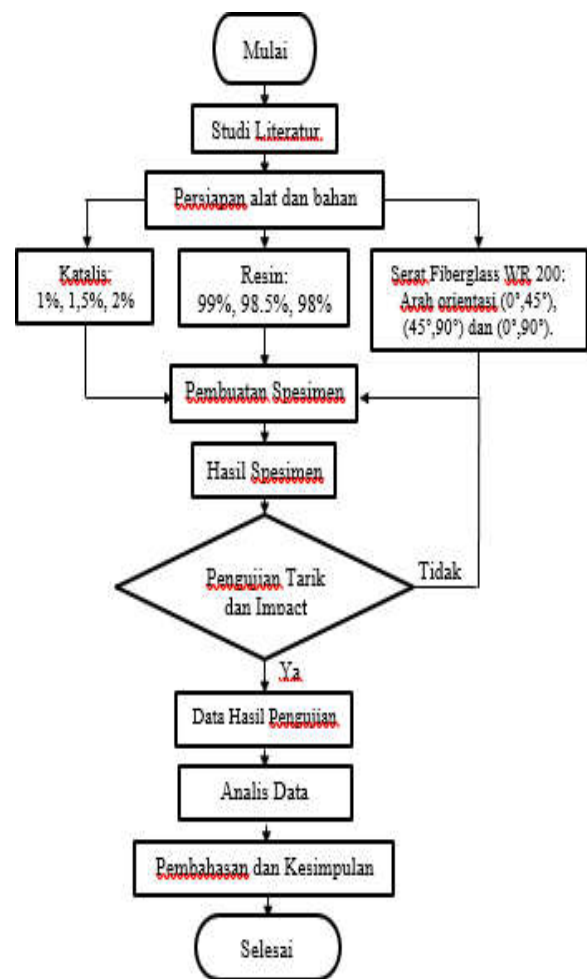 Mulai
Studi Literatur
Persiapan alat dan bahan
Katalis:
1%, 1,5%, 2%
Resin:
99%, 98.5%, 98%
Serat Fiberglass WR 200:
Arah orientasi (0°,45°),
(45°,90°) dan (0°,90°).
Pembuatan Spesimen
Hasil Spesimen
Pengujian Tarik
dan Impact
Tidak
Ya
Data Hasil Pengujian
Analis Data
Pembahasan dan Kesimpulan
Selesai